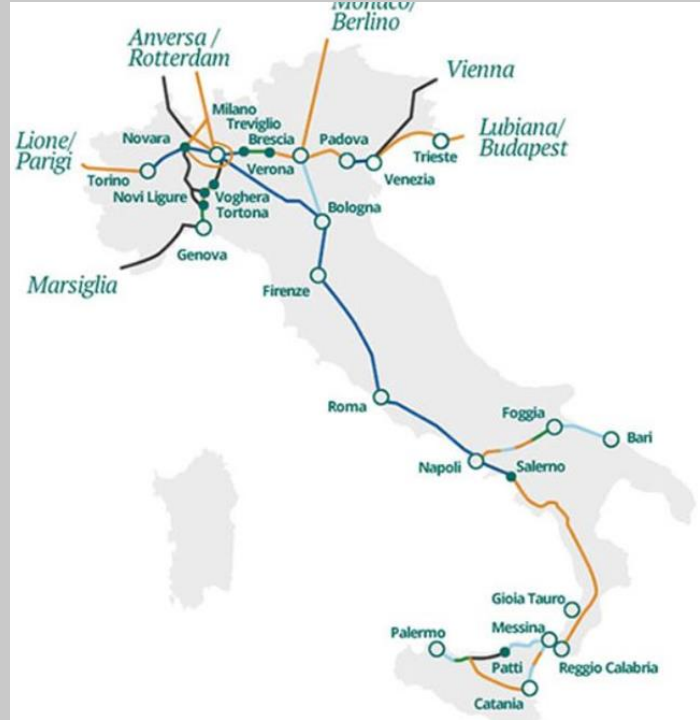 Monaco/
Berlino
Anversa /
Rotterdam
Vienna
Milano
Treviglio
Brescia
Novara
Padova
Lubiana/
Budapest
Lione/
Parigi
Trieste
Verona
Venezia
Torino
Novi Ligure
Voghera
Tortona
Bologna
Genova
Marsiglia
Firenze
Roma
Foggia
Bari
Napoli
Salerno
Gioia Tauro
Messina
Palermo
Patti
Reggio Calabria
Catania